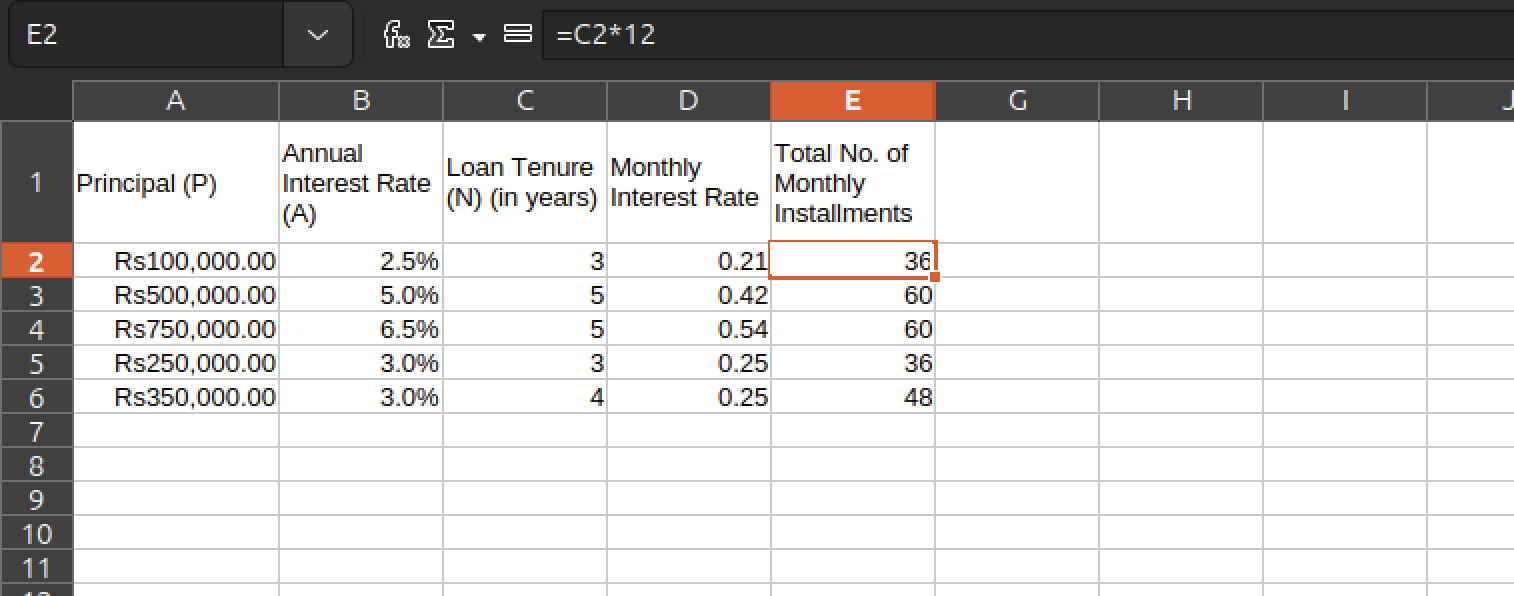 E2 =C2*12
A B C D E G H I J
1 Principal (P) Annual Interest Rate (A) Loan Tenure (N) (in years) Monthly Interest Rate Total No. of Monthly Installments
2 Rs100,000.00 2.5% 3 0.21 36
3 Rs500,000.00 5.0% 5 0.42 60
4 Rs750,000.00 6.5% 5 0.54 60
5 Rs250,000.00 3.0% 3 0.25 36
6 Rs350,000.00 3.0% 4 0.25 48
7
8
9
10
11